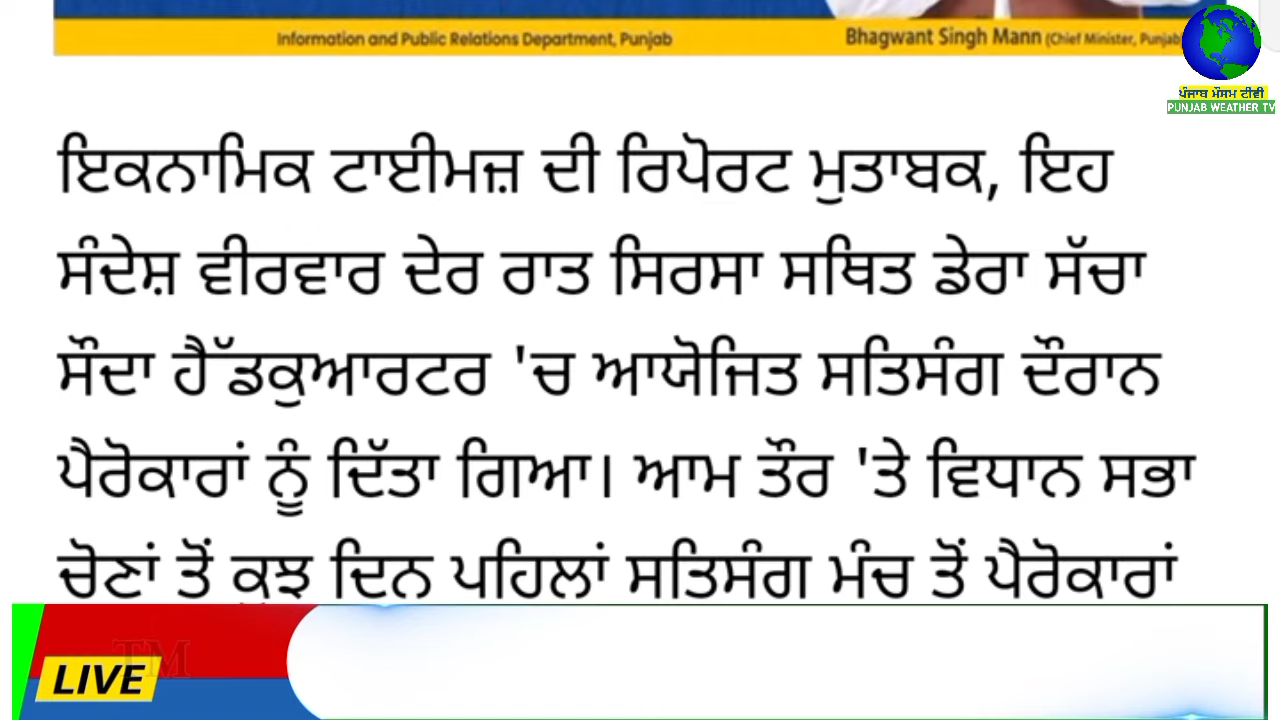 Information and Public Relations Department, Punjab
Bhagwant Singh Mann (Chief Minister, Punjab
ਪੰਜਾਬ ਮੌਸਮ ਟੀਵੀ
PUNJAB WEATHER TV
ਇਕਨਾਮਿਕ ਟਾਈਮਜ਼ ਦੀ ਰਿਪੋਰਟ ਮੁਤਾਬਕ, ਇਹ
ਸੰਦੇਸ਼ ਵੀਰਵਾਰ ਦੇਰ ਰਾਤ ਸਿਰਸਾ ਸਥਿਤ ਡੇਰਾ ਸੱਚਾ
ਸੌਦਾ ਹੈੱਡਕੁਆਰਟਰ 'ਚ ਆਯੋਜਿਤ ਸਤਿਸੰਗ ਦੌਰਾਨ
ਪੈਰੋਕਾਰਾਂ ਨੂੰ ਦਿੱਤਾ ਗਿਆ। ਆਮ ਤੌਰ 'ਤੇ ਵਿਧਾਨ ਸਭਾ
ਚੋਣਾਂ ਤੋਂ ਕੁਝ ਦਿਨ ਪਹਿਲਾਂ ਸਤਿਸੰਗ ਮੰਚ ਤੋਂ ਪੈਰੋਕਾਰਾਂ
TM
LIVE